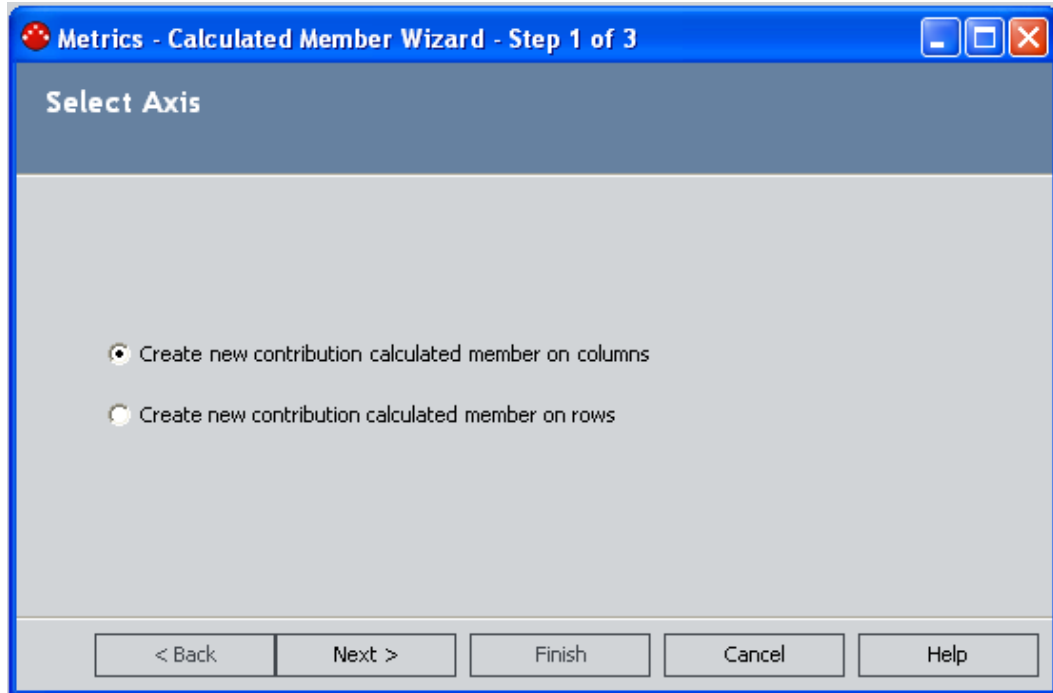 Metrics - Calculated Member Wizard - Step 1 of 3
Select Axis
Create new contribution calculated member on columns
Create new contribution calculated member on rows
< Back Next > Finish Cancel Help